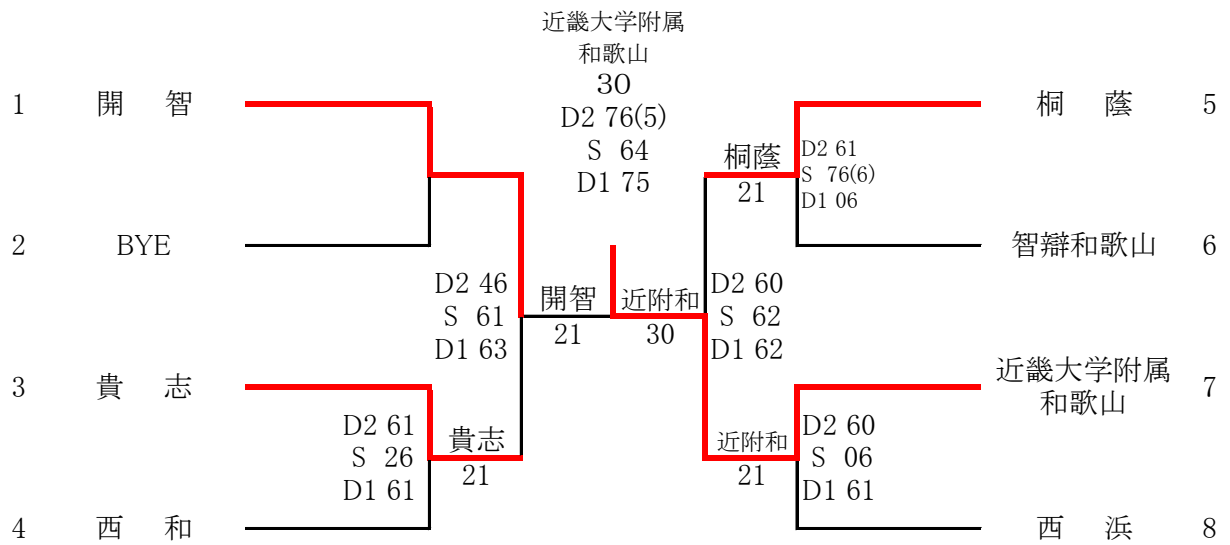 近畿大学附属
和歌山
30
D2 76(5)
S 64
D1 75
1 開 智
2 BYE
3 貴 志
4 西 和
D2 46
S 61
D1 63
D2 61
S 26
D1 61
貴志
21
開智
21
近附和
30
桐蔭
21
D2 61
S 76(6)
D1 06
D2 60
S 62
D1 62
近附和
21
D2 60
S 06
D1 61
桐 蔭 5
智辯和歌山 6
近畿大学附属
和歌山 7
西 浜 8